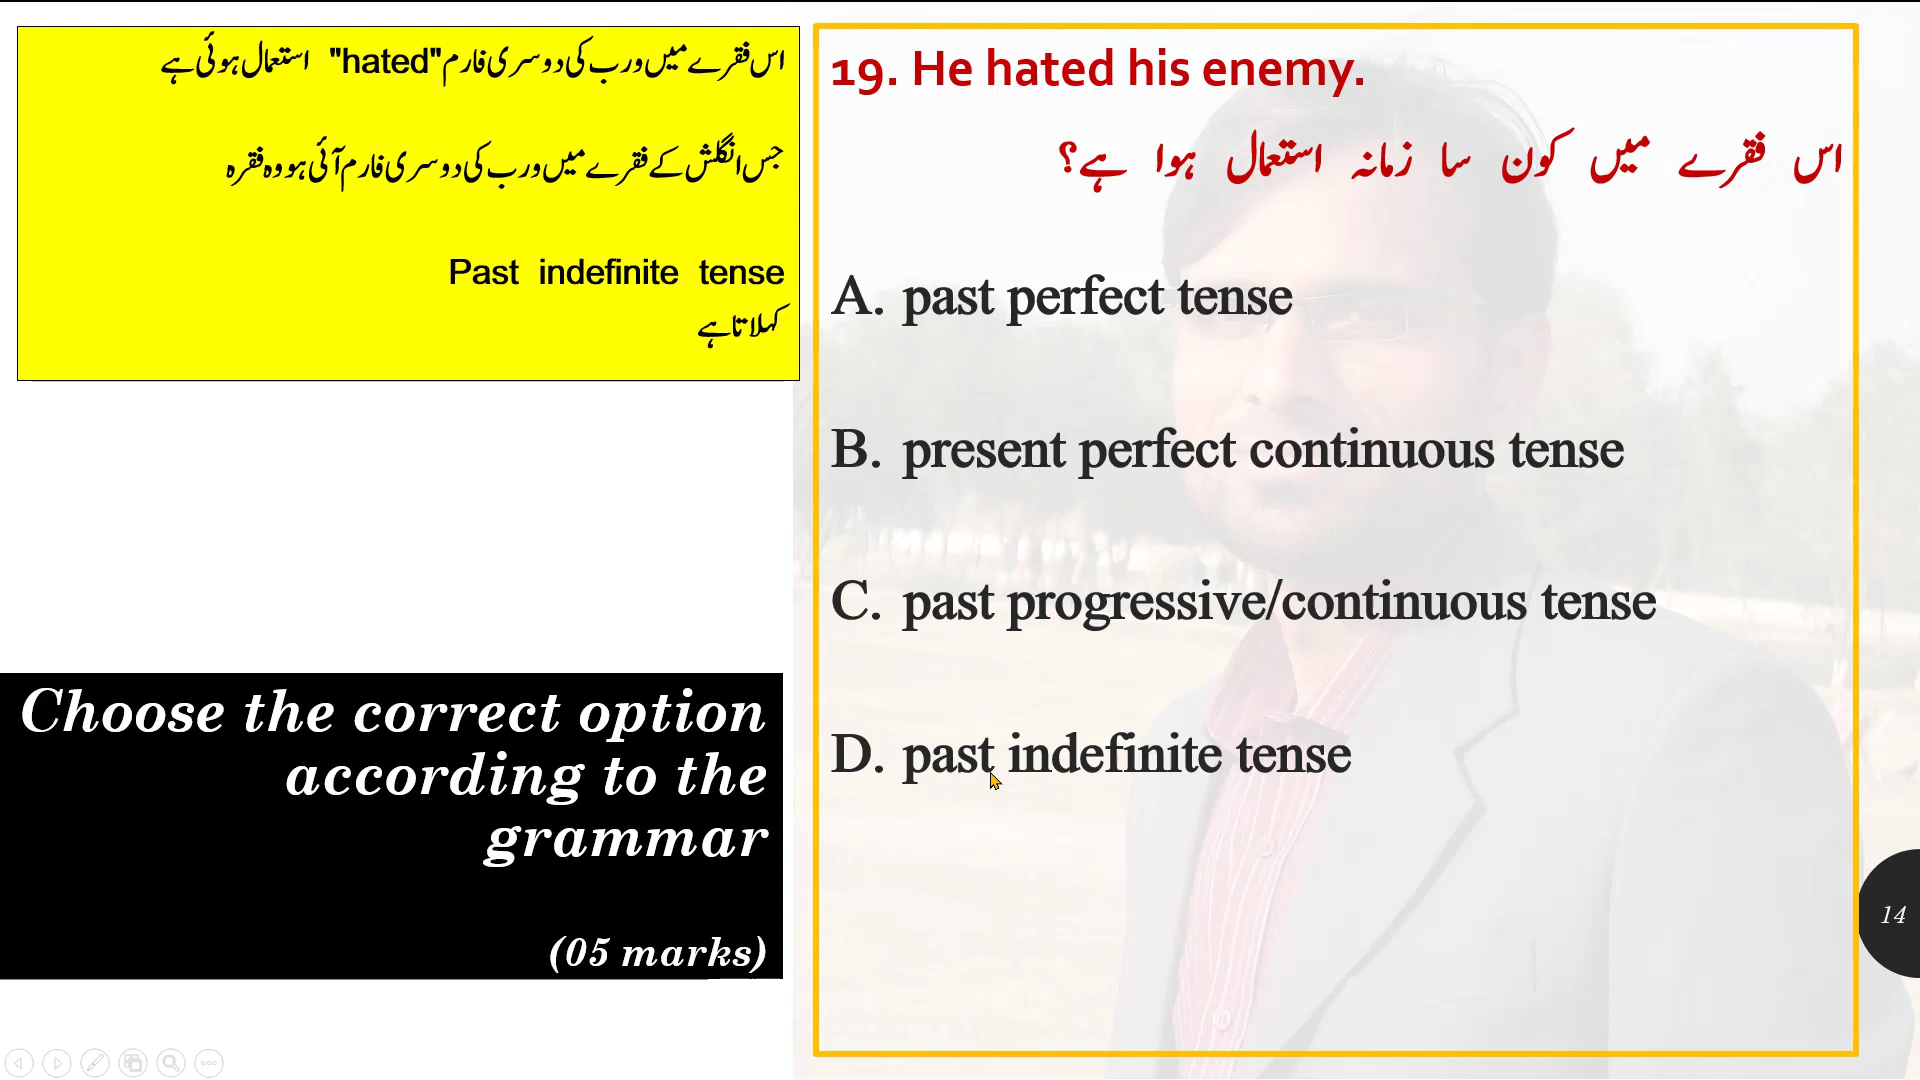 اس فقرے میں ورب کی دوسری فارم "hated" استعمال ہوئی ہے
جس انگلش کے فقرے میں ورب کی دوسری فارم آئی ہو وہ فقرہ
Past indefinite tense
کہلاتا ہے
Choose the correct option
according to the
grammar
(05 marks)
19. He hated his enemy.
اس فقرے میں کون سا زمانہ استعمال ہوا ہے؟
A. past perfect tense
B. present perfect continuous tense
C. past progressive/continuous tense
D. past indefinite tense
14